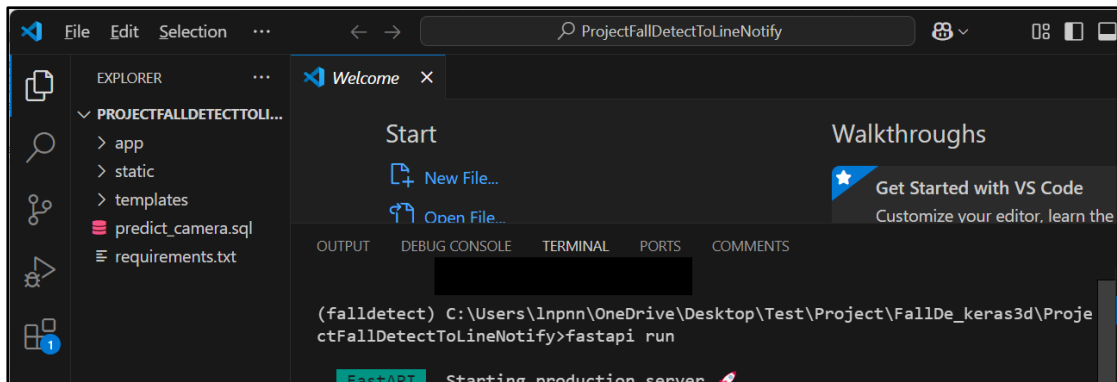 File Edit Selection ··· ProjectFallDetectToLineNotify
EXPLORER ···
PROJECTFALLDETECTTOLI...
app
static
templates
predict_camera.sql
requirements.txt
1
Welcome
Start
New File...
Open File...
Walkthroughs
Get Started with VS Code
Customize your editor, learn the
OUTPUT DEBUG CONSOLE TERMINAL PORTS COMMENTS
(falldetect) C:\Users\lnpnn\OneDrive\Desktop\Test\Project\FallDe_keras3d\Proje
ctFallDetectToLineNotify>fastapi run
FastAPI Starting production server 🚀